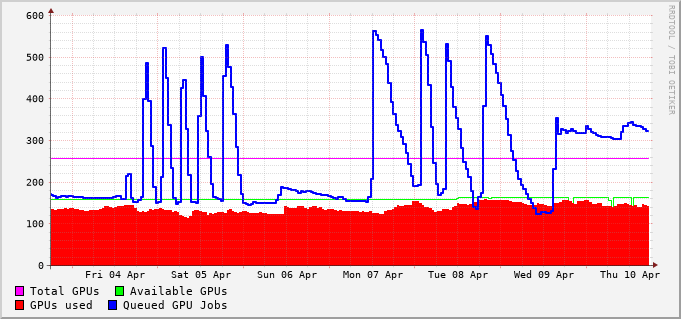 600
500
400
300
200
100
0
Fri 04 Apr Sat 05 Apr Sun 06 Apr Mon 07 Apr Tue 08 Apr Wed 09 Apr Thu 10 Apr
Total GPUs Available GPUs
GPUs used Queued GPU Jobs
RRDTOOL / TOBI OETIKER